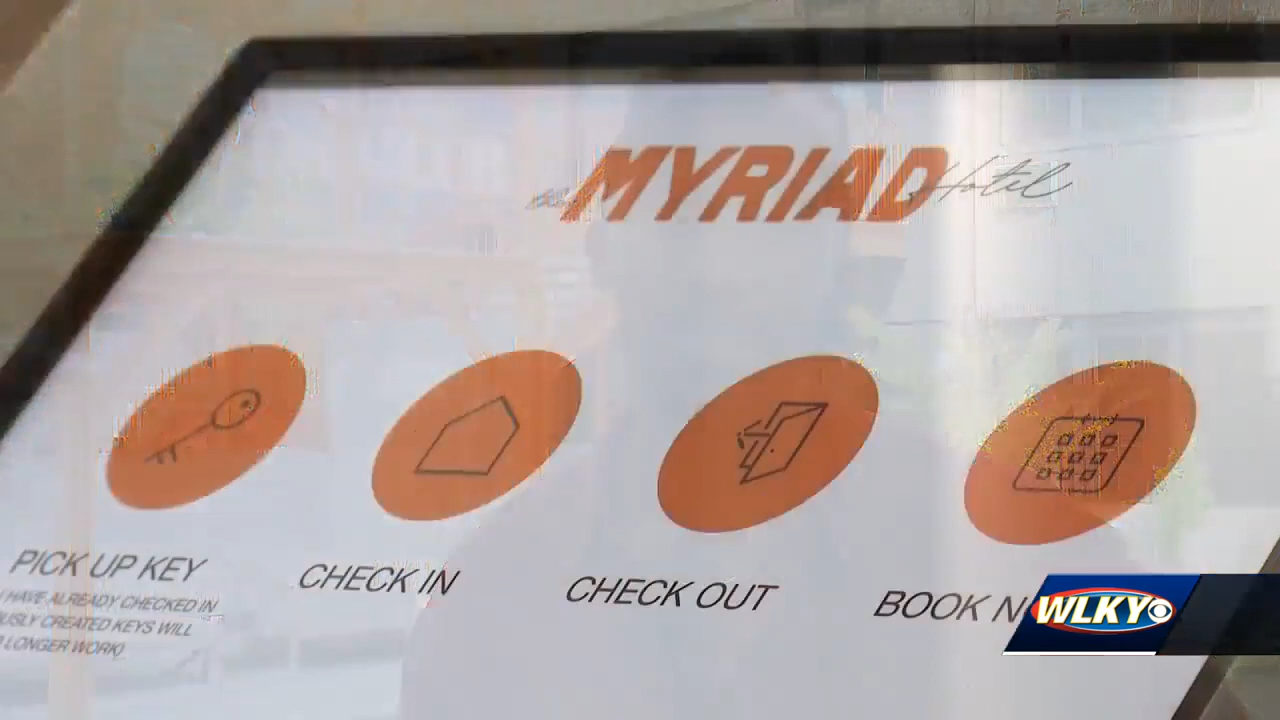 MYRIAD Hotel
PICK UP KEY
HAVE ALREADY CHECKED IN
USLY CREATED KEYS WILL
LONGER WORK)
CHECK IN
CHECK OUT
BOOK N
WLKY